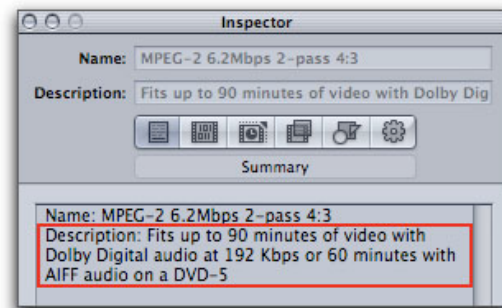 Inspector
Name: MPEG-2 6.2Mbps 2-pass 4:3
Description: Fits up to 90 minutes of video with Dolby Dig
Summary
Name: MPEG-2 6.2Mbps 2-pass 4:3
Description: Fits up to 90 minutes of video with
Dolby Digital audio at 192 Kbps or 60 minutes with
AIFF audio on a DVD-5